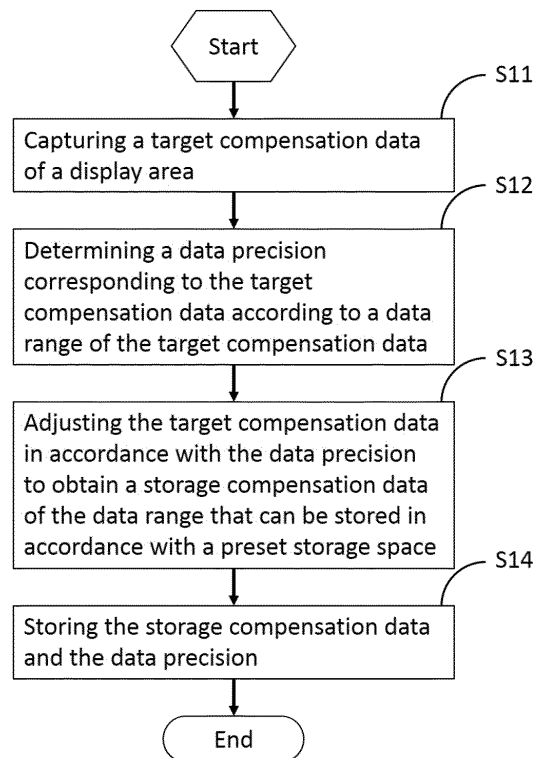 Start
S11
Capturing a target compensation data
of a display area
S12
Determining a data precision
corresponding to the target
compensation data according to a data
range of the target compensation data
S13
Adjusting the target compensation data
in accordance with the data precision
to obtain a storage compensation data
of the data range that can be stored in
accordance with a preset storage space
S14
Storing the storage compensation data
and the data precision
End